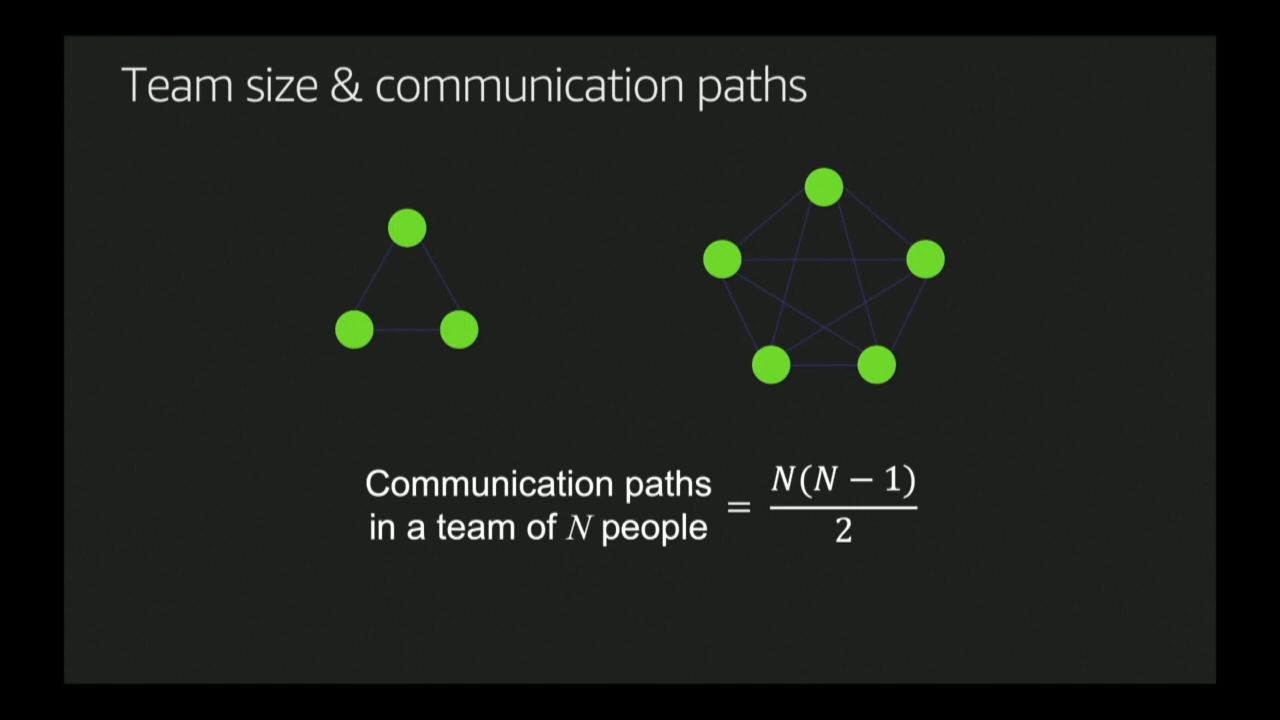 Team size & communication paths
Communication paths
in a team of N people
=
N(N − 1)
2